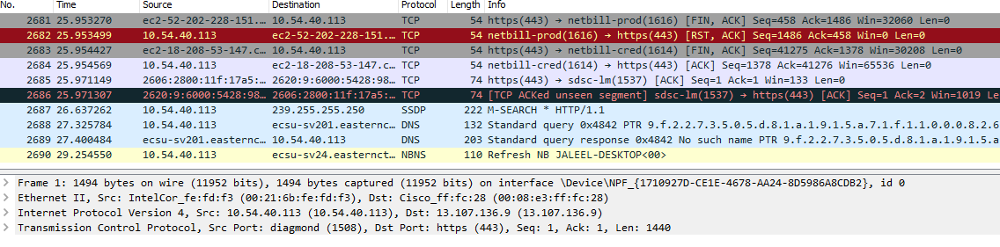 No. Time Source Destination Protocol Length Info
2681 25.953270 ec2-52-202-228-151.… 10.54.40.113 TCP 54 https(443) → netbill-prod(1616) [FIN, ACK] Seq=458 Ack=1486 Win=32060 Len=0
2682 25.953499 10.54.40.113 ec2-52-202-228-151.… TCP 54 netbill-prod(1616) → https(443) [RST, ACK] Seq=1486 Ack=458 Win=0 Len=0
2683 25.954427 ec2-18-208-53-147.c… 10.54.40.113 TCP 54 https(443) → netbill-cred(1614) [FIN, ACK] Seq=41275 Ack=1378 Win=30208 Len=0
2684 25.954569 10.54.40.113 ec2-18-208-53-147.c… TCP 54 netbill-cred(1614) → https(443) [ACK] Seq=1378 Ack=41276 Win=65536 Len=0
2685 25.971149 2606:2800:11f:17a5:… 2620:9:6000:5428:98… TCP 74 https(443) → sdsc-lm(1537) [ACK] Seq=1 Ack=1 Win=133 Len=0
2686 25.971307 2620:9:6000:5428:98… 2606:2800:11f:17a5:… TCP 74 [TCP ACKed unseen segment] sdsc-lm(1537) → https(443) [ACK] Seq=1 Ack=2 Win=1019 Le
2687 26.637262 10.54.40.113 239.255.255.250 SSDP 222 M-SEARCH * HTTP/1.1
2688 27.325784 10.54.40.113 ecsu-sv201.easternc… DNS 132 Standard query 0x4842 PTR 9.f.2.2.7.3.5.0.5.d.8.1.a.1.9.1.5.a.7.1.f.1.1.0.0.0.8.2.6
2689 27.400484 ecsu-sv201.easternc… 10.54.40.113 DNS 203 Standard query response 0x4842 No such name PTR 9.f.2.2.7.3.5.0.5.d.8.1.a.1.9.1.5.a
2690 29.254550 10.54.40.113 ecsu-sv24.easternct… NBNS 110 Refresh NB JALEEL-DESKTOP<00>
Frame 1: 1494 bytes on wire (11952 bits), 1494 bytes captured (11952 bits) on interface \Device\NPF_{1710927D-CE1E-4678-AA24-8D5986A8CDB2}, id 0
Ethernet II, Src: IntelCor_fe:fd:f3 (00:21:6b:fe:fd:f3), Dst: Cisco_ff:fc:28 (00:08:e3:ff:fc:28)
Internet Protocol Version 4, Src: 10.54.40.113 (10.54.40.113), Dst: 13.107.136.9 (13.107.136.9)
Transmission Control Protocol, Src Port: diagmond (1508), Dst Port: https (443), Seq: 1, Ack: 1, Len: 1440